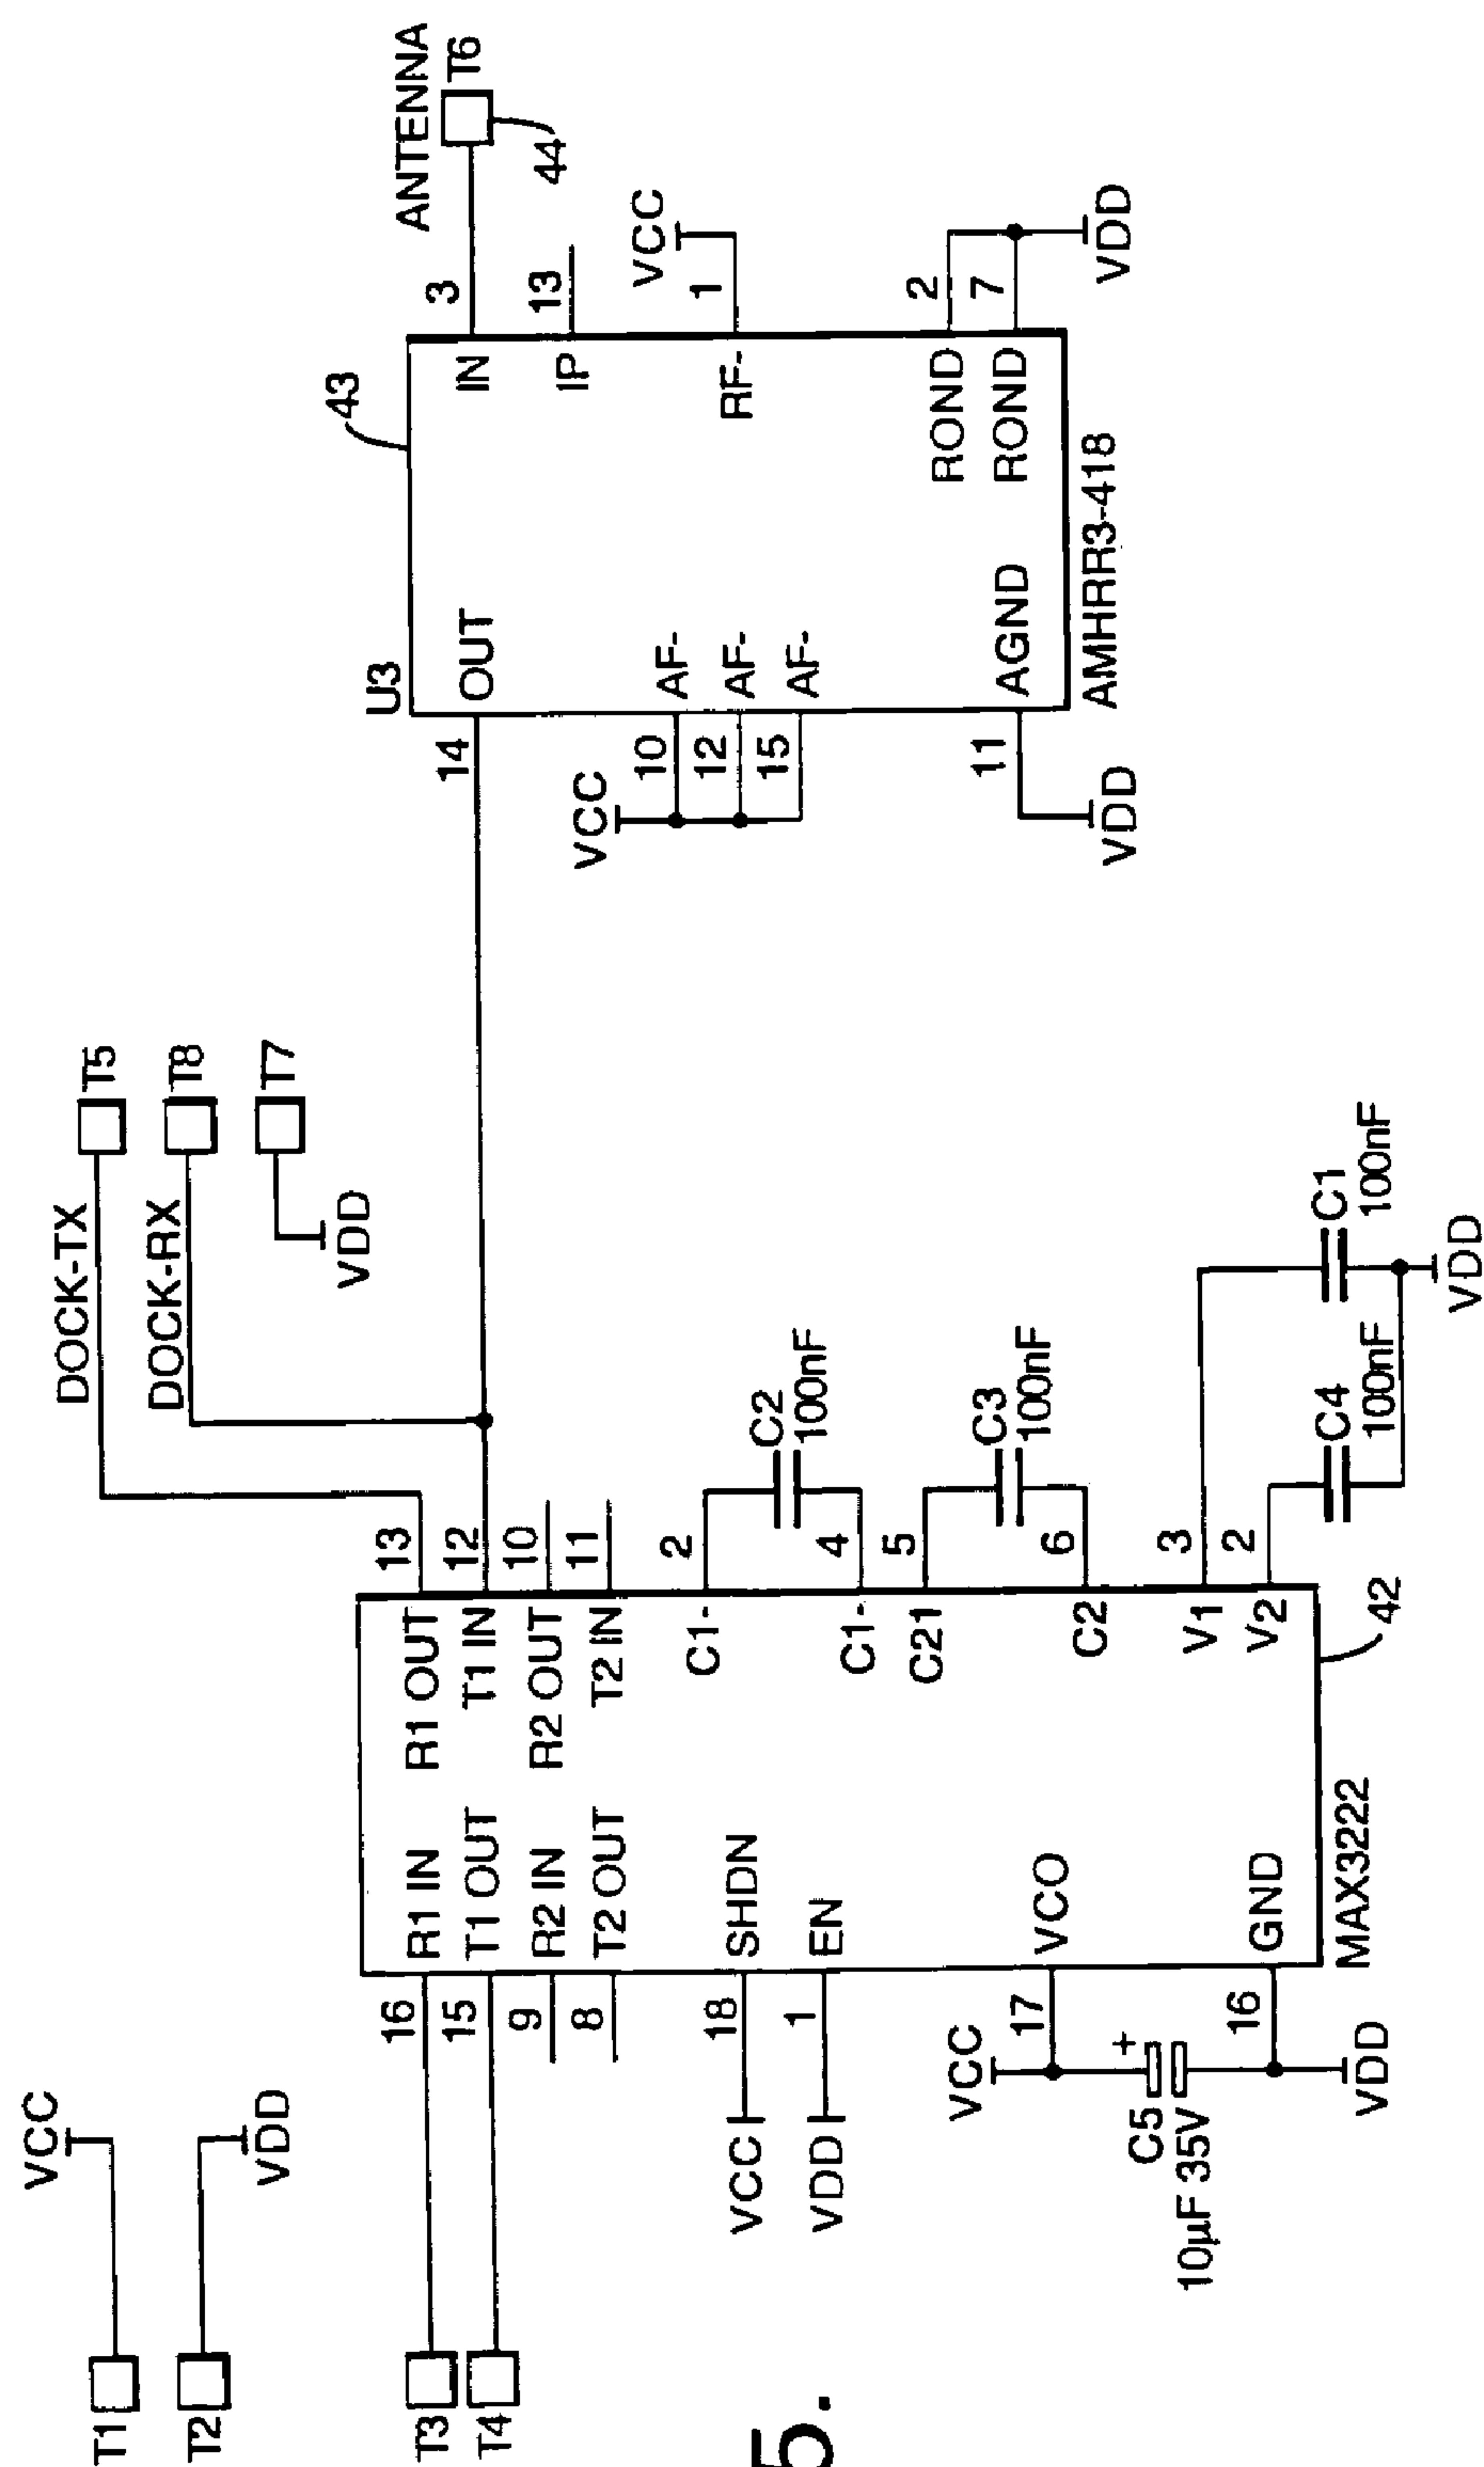 VCC
T1
VDD
T2
DOCK-TX
T5
DOCK-RX
T8
VDD
T7
T3
T4
16
15
9
8
R1 IN
T1 OUT
R2 IN
T2 OUT
R1 OUT
T1 IN
R2 OUT
T2 IN
13
12
10
11
VCC
18
SHDN
VDD
1
EN
VCC
17
VCO
+
C5
10µF 35V
16
GND
VDD
MAX3222
42
C1-
2
C2
100nF
C1-
4
C21
5
C3
100nF
C2
6
V1
3
V2
2
C4
100nF
C1
100nF
VDD
U3
43
14
OUT
IN
3
ANTENNA
T6
44
IP
13
VCC
10
AF-
12
AF-
15
AF-
RF-
1
VCC
ROND
2
ROND
7
VDD
11
AGND
VDD
AMHRR3-418
5.